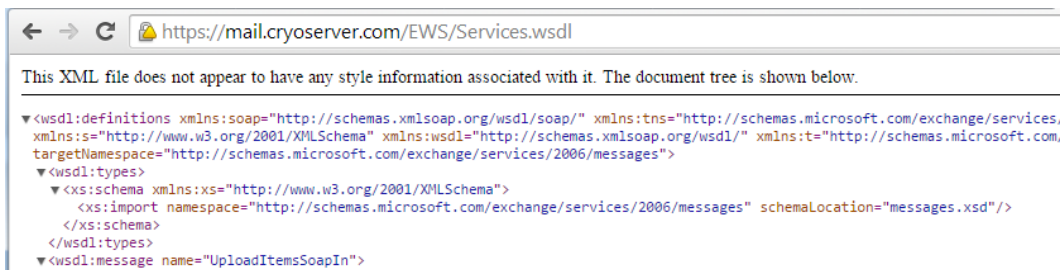 https://mail.cryoserver.com/EWS/Services.wsdl
This XML file does not appear to have any style information associated with it. The document tree is shown below.
▼<wsdl:definitions xmlns:soap="http://schemas.xmlsoap.org/wsdl/soap/" xmlns:tns="http://schemas.microsoft.com/exchange/services/
xmlns:s="http://www.w3.org/2001/XMLSchema" xmlns:wsdl="http://schemas.xmlsoap.org/wsdl/" xmlns:t="http://schemas.microsoft.com/
targetNamespace="http://schemas.microsoft.com/exchange/services/2006/messages">
▼<wsdl:types>
▼<xs:schema xmlns:xs="http://www.w3.org/2001/XMLSchema">
<xs:import namespace="http://schemas.microsoft.com/exchange/services/2006/messages" schemaLocation="messages.xsd"/>
</xs:schema>
</wsdl:types>
▼<wsdl:message name="UploadItemsSoapIn">